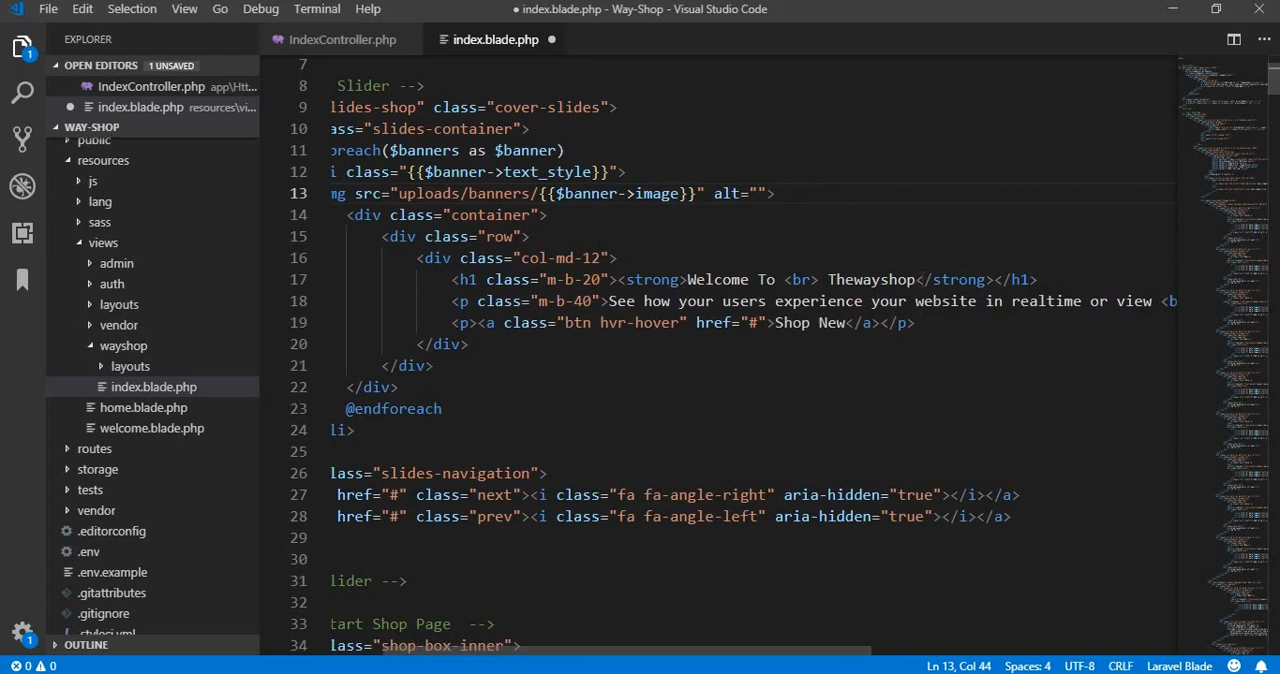 File Edit Selection View Go Debug Terminal Help ● index.blade.php - Way-Shop - Visual Studio Code
EXPLORER
IndexController.php index.blade.php
OPEN EDITORS 1 UNSAVED
IndexController.php app\Htt...
index.blade.php resources\vi...
WAY-SHOP
public
resources
js
lang
sass
views
admin
auth
layouts
vendor
wayshop
layouts
index.blade.php
home.blade.php
welcome.blade.php
routes
storage
tests
vendor
.editorconfig
.env
.env.example
.gitattributes
.gitignore
.styleci.yml
OUTLINE
1
1
7
8 Slider -->
9 lides-shop" class="cover-slides">
10 ass="slides-container">
11 oreach($banners as $banner)
12 i class="{{$banner->text_style}}">
13 mg src="uploads/banners/{{$banner->image}}" alt="">
14 <div class="container">
15 <div class="row">
16 <div class="col-md-12">
17 <h1 class="m-b-20"><strong>Welcome To <br> Thewayshop</strong></h1>
18 <p class="m-b-40">See how your users experience your website in realtime or view <b
19 <p><a class="btn hvr-hover" href="#">Shop New</a></p>
20 </div>
21 </div>
22 </div>
23 @endforeach
24 li>
25
26 lass="slides-navigation">
27 href="#" class="next"><i class="fa fa-angle-right" aria-hidden="true"></i></a>
28 href="#" class="prev"><i class="fa fa-angle-left" aria-hidden="true"></i></a>
29
30
31 lider -->
32
33 tart Shop Page -->
34 lass="shop-box-inner">
0 0 Ln 13, Col 44 Spaces: 4 UTF-8 CRLF Laravel Blade